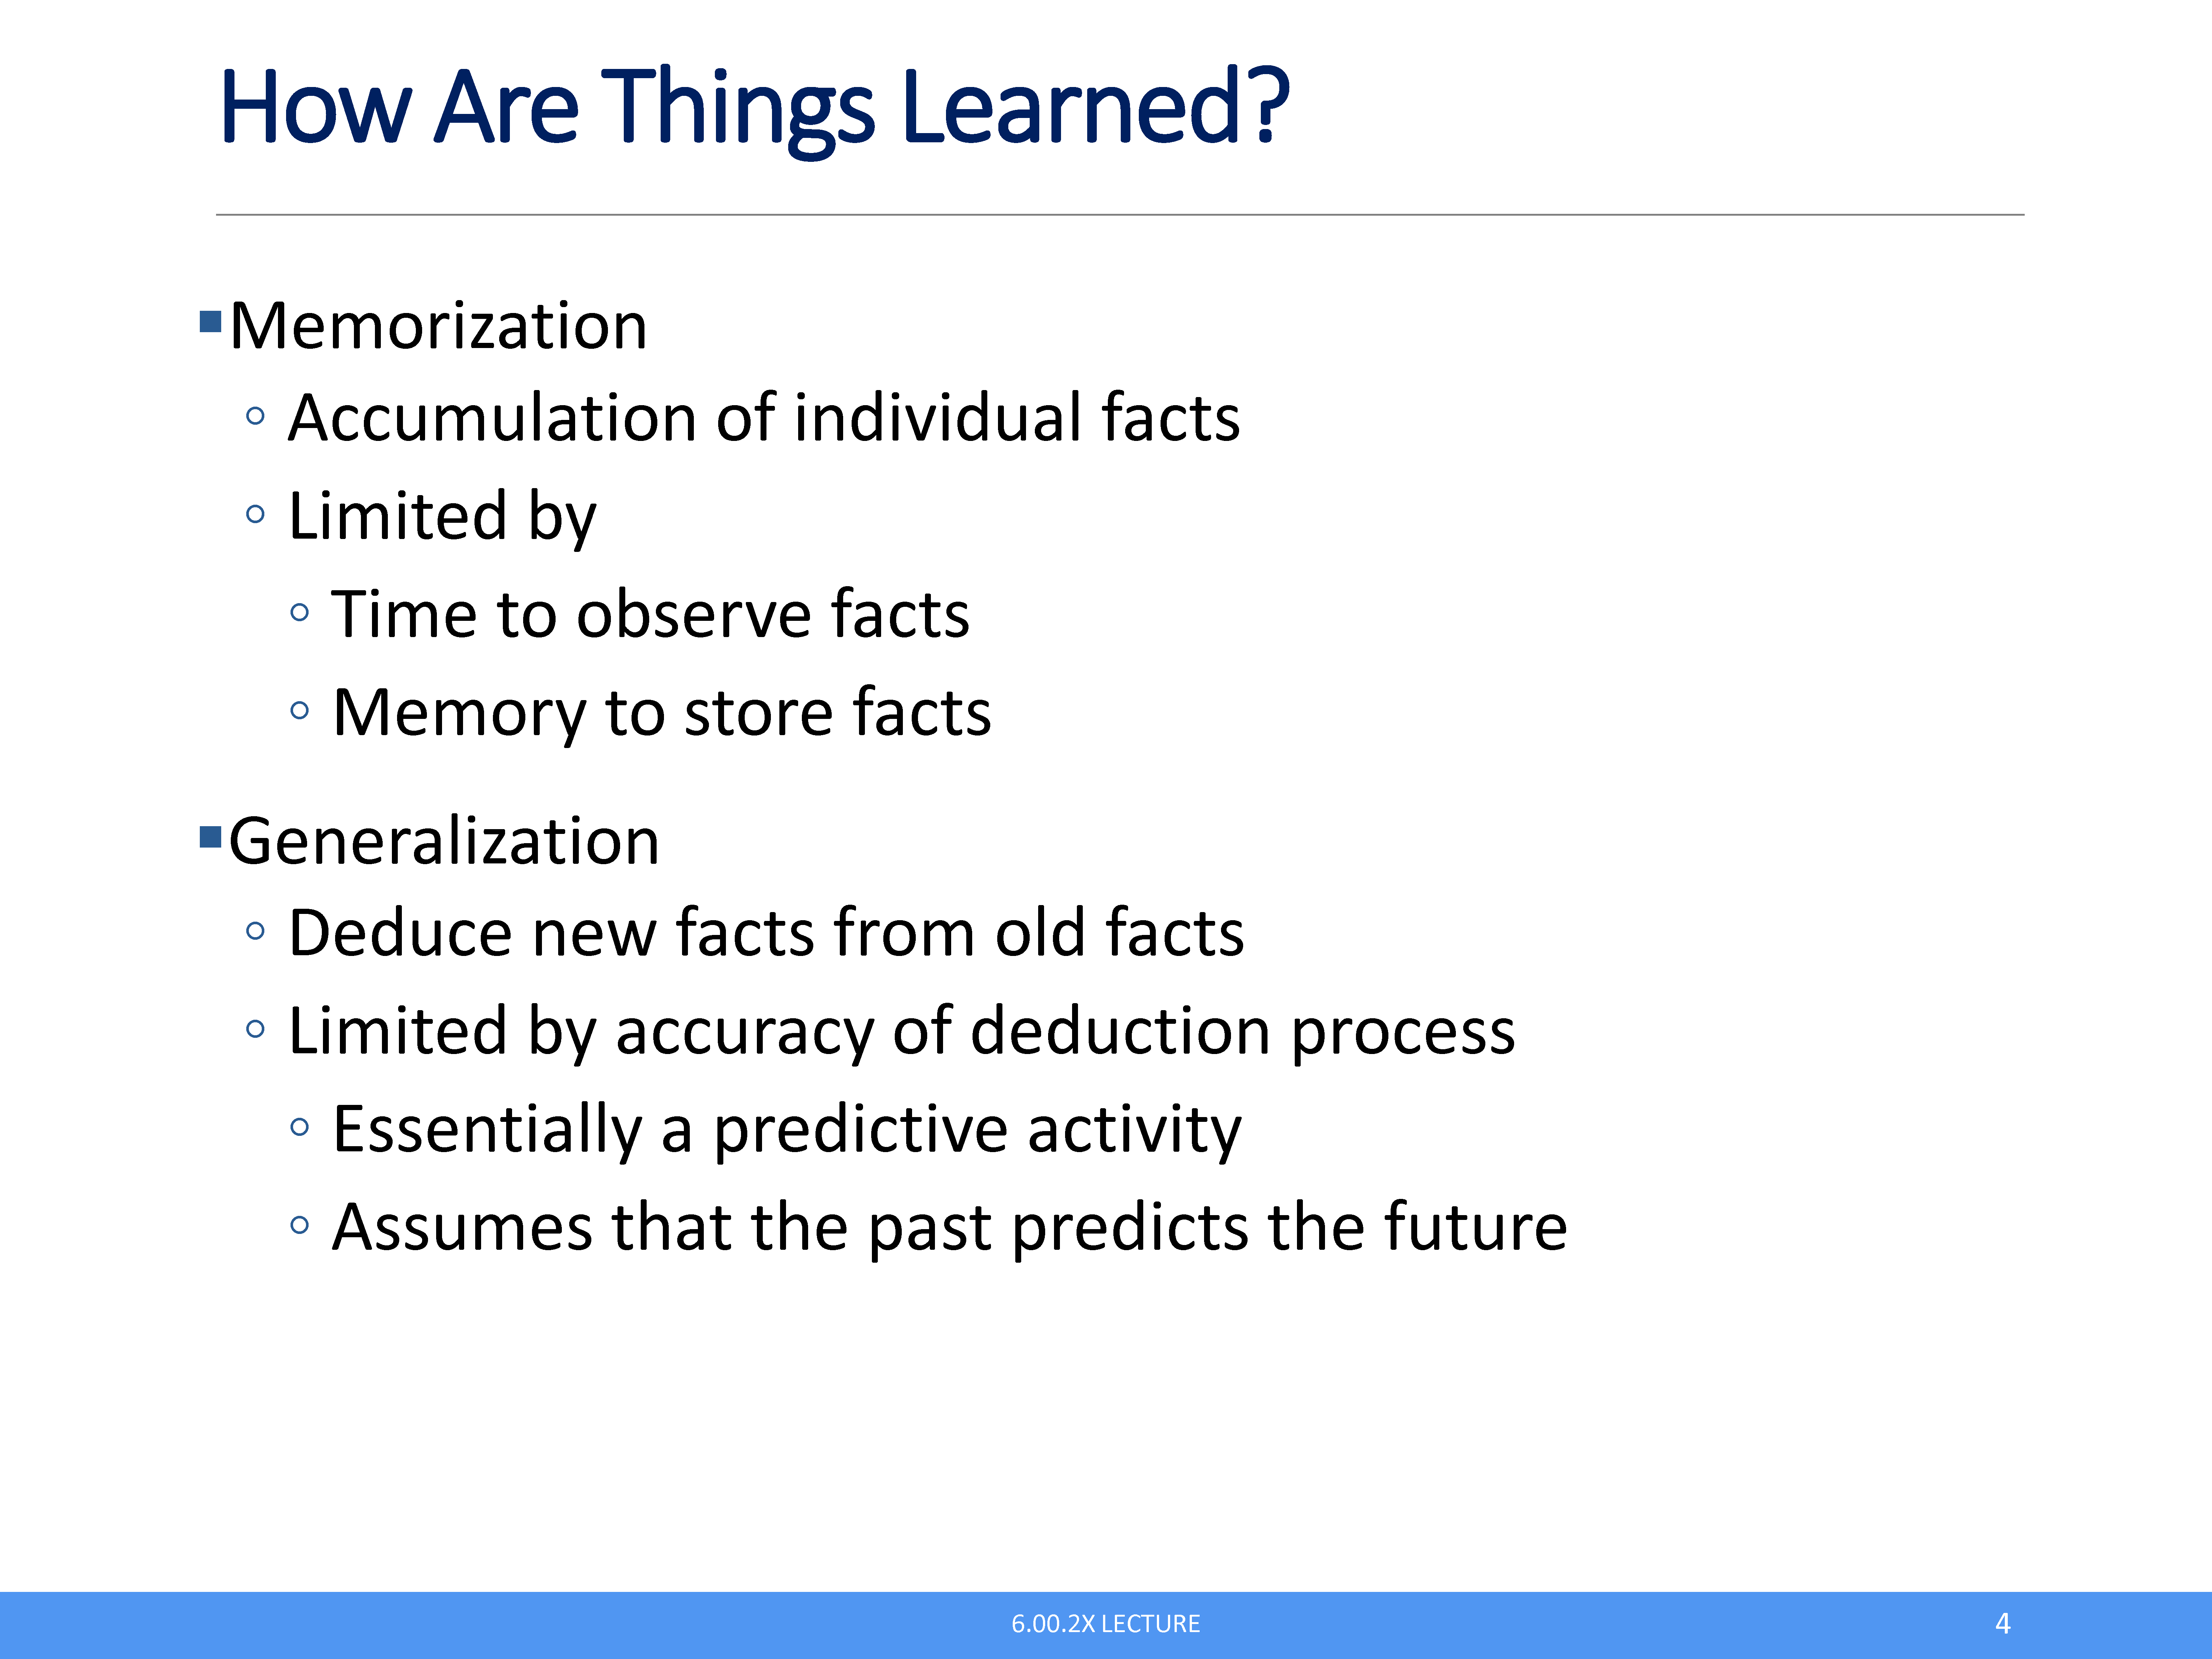 How Are Things Learned?
▪Memorization
◦ Accumulation of individual facts
◦ Limited by
◦ Time to observe facts
◦ Memory to store facts
▪Generalization
◦ Deduce new facts from old facts
◦ Limited by accuracy of deduction process
◦ Essentially a predictive activity
◦ Assumes that the past predicts the future
6.00.2X LECTURE
4